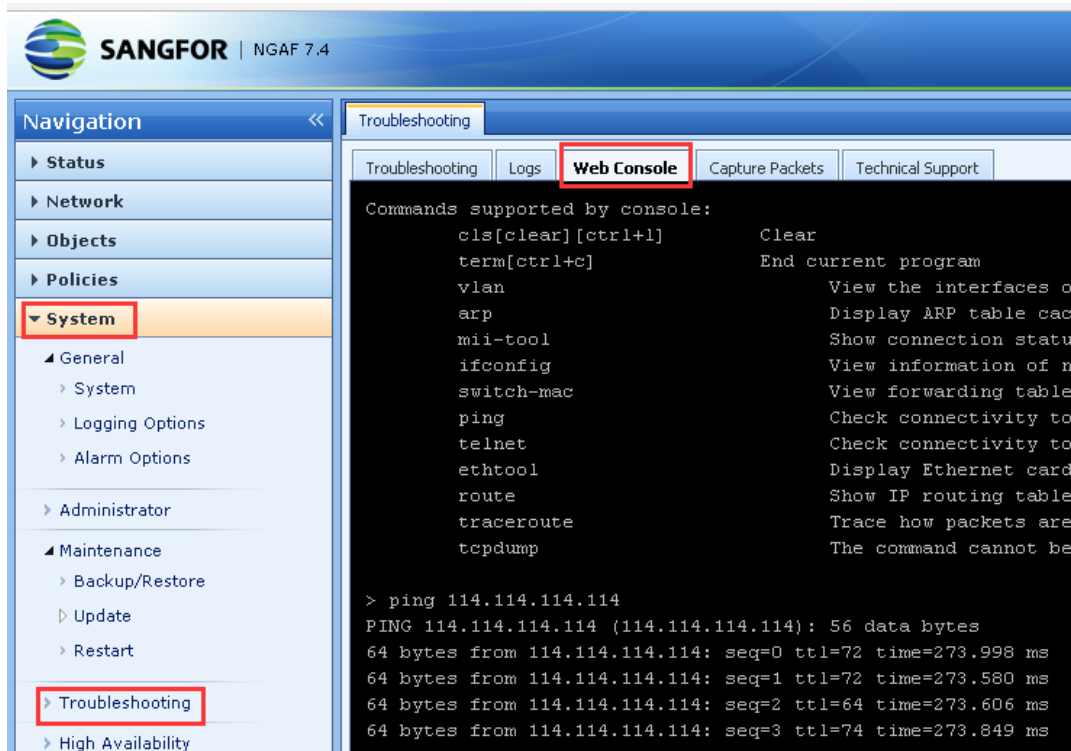 SANGFOR | NGAF 7.4
Navigation «
Status
Network
Objects
Policies
System
General
System
Logging Options
Alarm Options
Administrator
Maintenance
Backup/Restore
Update
Restart
Troubleshooting
High Availability
Troubleshooting
Troubleshooting Logs Web Console Capture Packets Technical Support
Commands supported by console:
cls[clear][ctrl+l] Clear
term[ctrl+c] End current program
vlan View the interfaces o
arp Display ARP table cac
mii-tool Show connection statu
ifconfig View information of n
switch-mac View forwarding table
ping Check connectivity to
telnet Check connectivity to
ethtool Display Ethernet card
route Show IP routing table
traceroute Trace how packets are
tcpdump The command cannot be
> ping 114.114.114.114
PING 114.114.114.114 (114.114.114.114): 56 data bytes
64 bytes from 114.114.114.114: seq=0 ttl=72 time=273.998 ms
64 bytes from 114.114.114.114: seq=1 ttl=72 time=273.580 ms
64 bytes from 114.114.114.114: seq=2 ttl=64 time=273.606 ms
64 bytes from 114.114.114.114: seq=3 ttl=74 time=273.849 ms